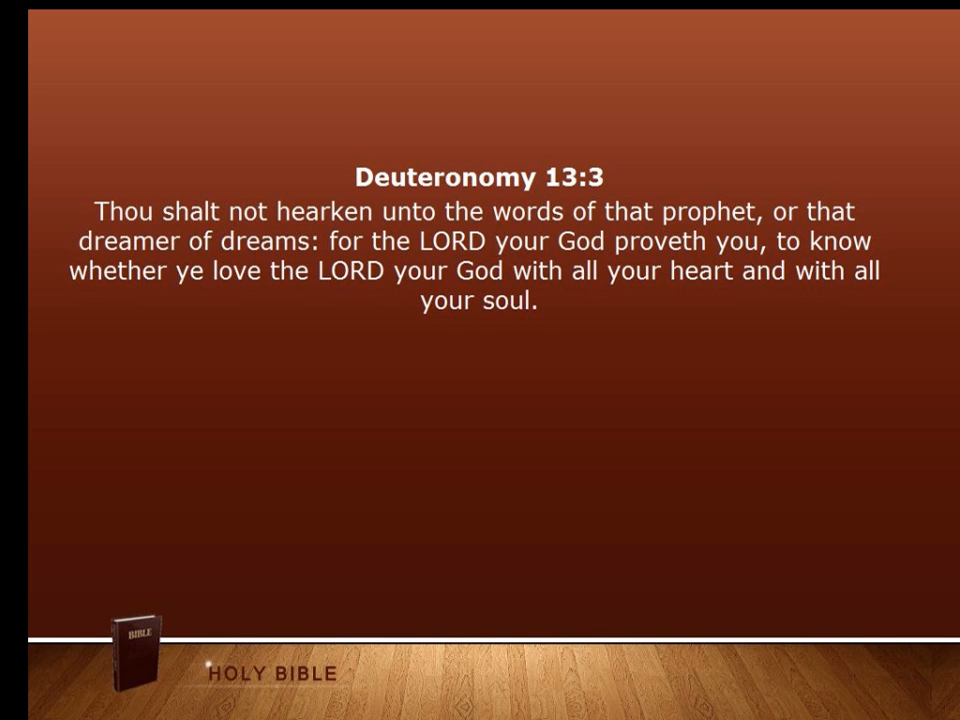 Deuteronomy 13:3
Thou shalt not hearken unto the words of that prophet, or that
dreamer of dreams: for the LORD your God proveth you, to know
whether ye love the LORD your God with all your heart and with all
your soul.
BIBLE
HOLY BIBLE